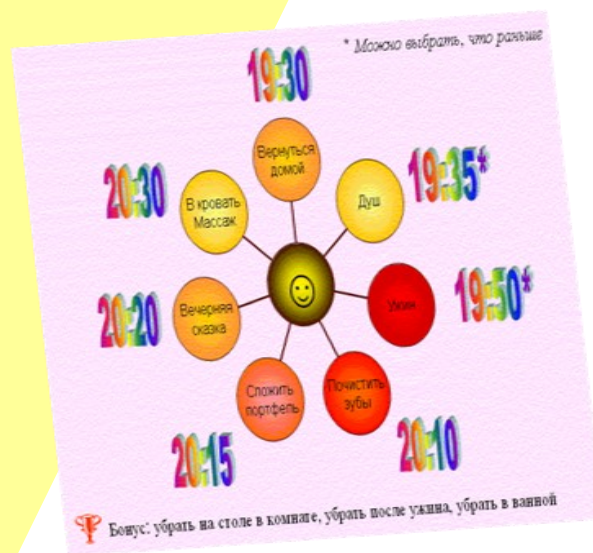 * Можно выбрать, что раньше
19:30
Вернуться
домой
19:35*
Душ
19:50*
Ужин
20:10
Почистить
зубы
20:15
Сложить
портфель
20:20
Вечерняя
сказка
20:30
В кровать
Массаж
Бонус: убрать на столе в комнате, убрать после ужина, убрать в ванной